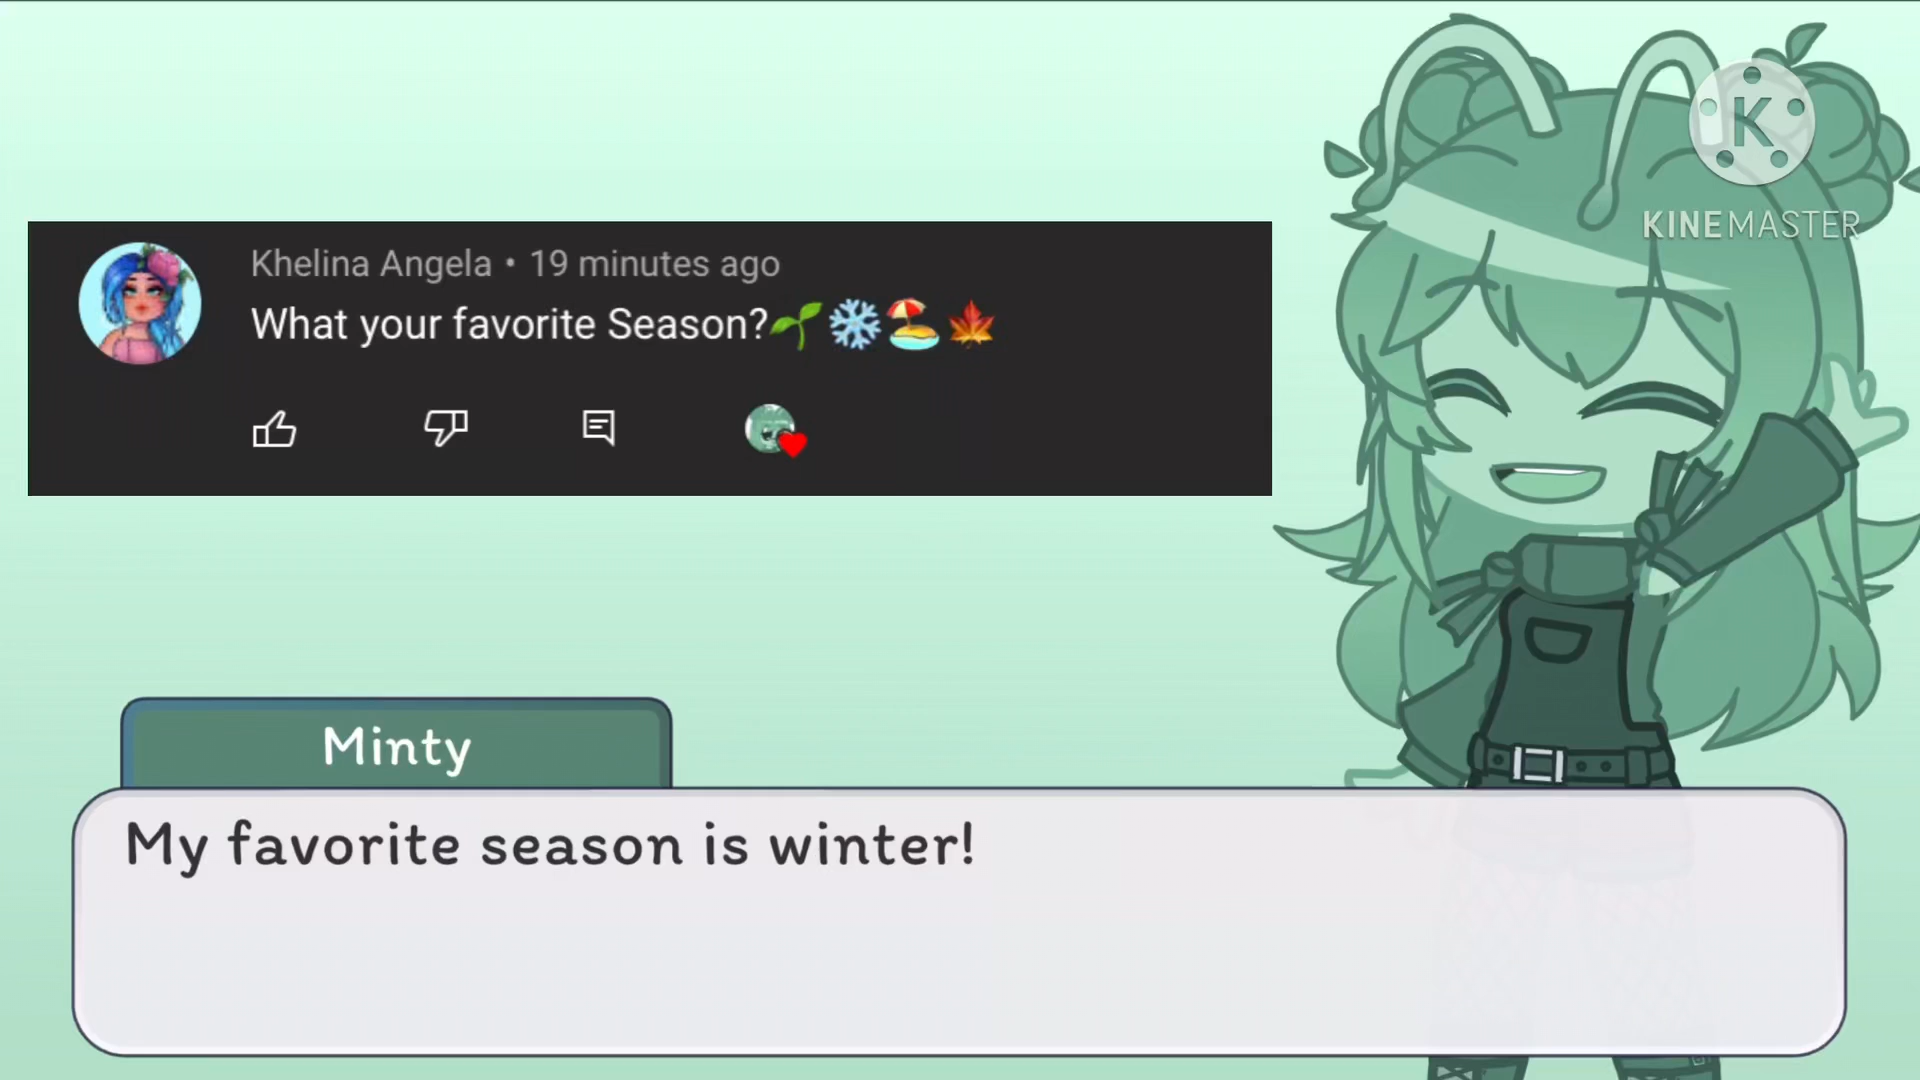 K
KINEMASTER
Khelina Angela • 19 minutes ago
What your favorite Season?🌱❄️🏖️🍁
Minty
My favorite season is winter!